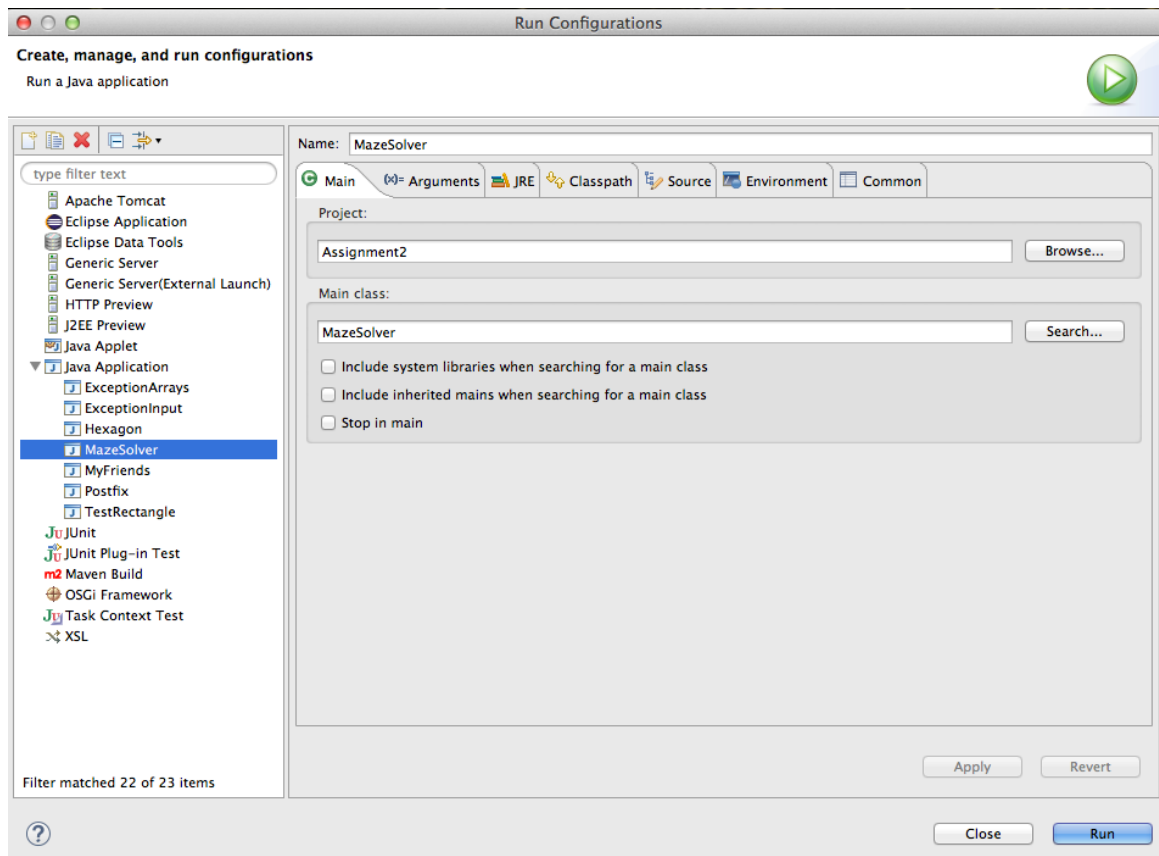 Run Configurations
Create, manage, and run configurations
Run a Java application
type filter text
Apache Tomcat
Eclipse Application
Eclipse Data Tools
Generic Server
Generic Server(External Launch)
HTTP Preview
J2EE Preview
Java Applet
Java Application
ExceptionArrays
ExceptionInput
Hexagon
MazeSolver
MyFriends
Postfix
TestRectangle
JUnit
JUnit Plug-in Test
m2 Maven Build
OSGi Framework
Task Context Test
XSL
Filter matched 22 of 23 items
Name: MazeSolver
Main (x)= Arguments JRE Classpath Source Environment Common
Project:
Assignment2 Browse...
Main class:
MazeSolver Search...
Include system libraries when searching for a main class
Include inherited mains when searching for a main class
Stop in main
Apply Revert
? Close Run